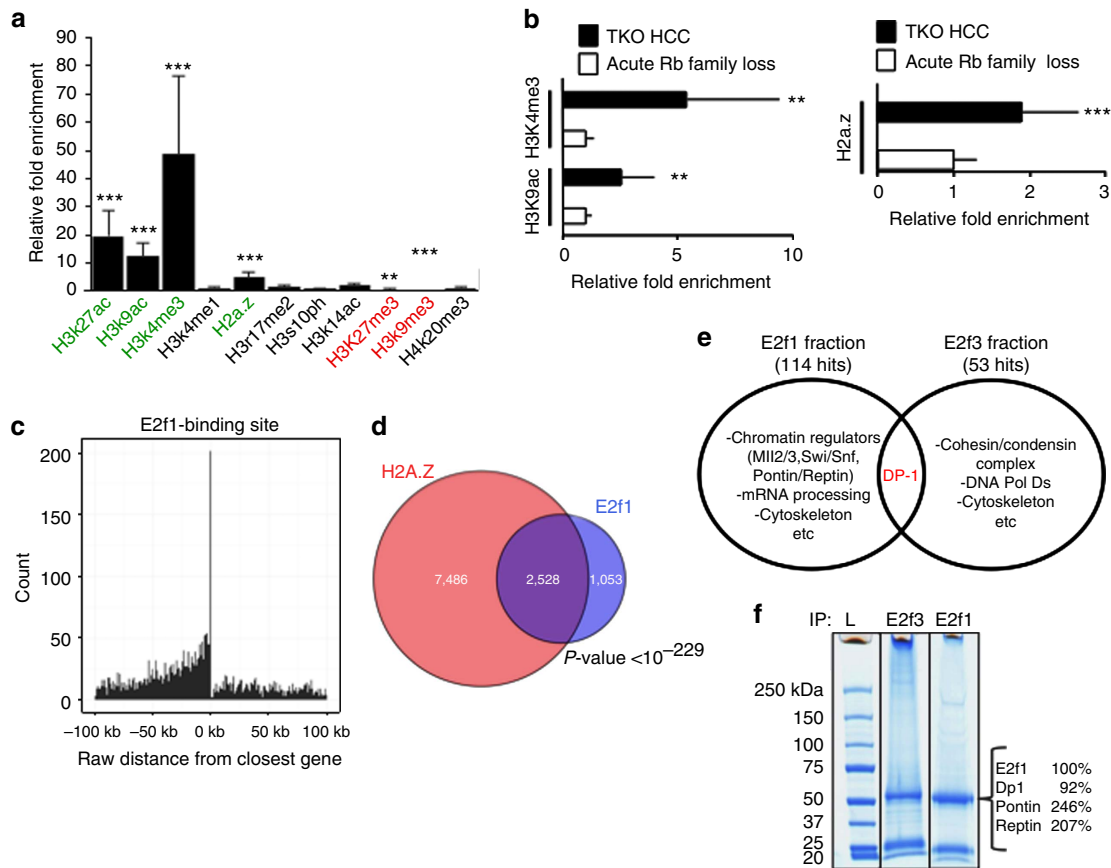 a
90
80
70
60
50
40
30
20
10
0
Relative fold enrichment
***
***
***
***
**
***
H3k27ac
H3k9ac
H3k4me3
H3k4me1
H2a.z
H3r17me2
H3s10ph
H3k14ac
H3K27me3
H3k9me3
H4k20me3
b
TKO HCC
Acute Rb family loss
H3K4me3
H3K9ac
**
**
0 5 10
Relative fold enrichment
TKO HCC
Acute Rb family loss
H2a.z
***
0 1 2 3
Relative fold enrichment
c
E2f1-binding site
200
150
100
50
0
Count
–100 kb –50 kb 0 kb 50 kb 100 kb
Raw distance from closest gene
d
H2A.Z
E2f1
7,486 2,528 1,053
P-value <10–229
e
E2f1 fraction
(114 hits)
E2f3 fraction
(53 hits)
-Chromatin regulators
(Mll2/3,Swi/Snf,
Pontin/Reptin)
-mRNA processing
-Cytoskeleton
etc
DP-1
-Cohesin/condensin
complex
-DNA Pol Ds
-Cytoskeleton
etc
f
IP: L E2f3 E2f1
250 kDa
150
100
75
50
37
25
20
E2f1 100%
Dp1 92%
Pontin 246%
Reptin 207%